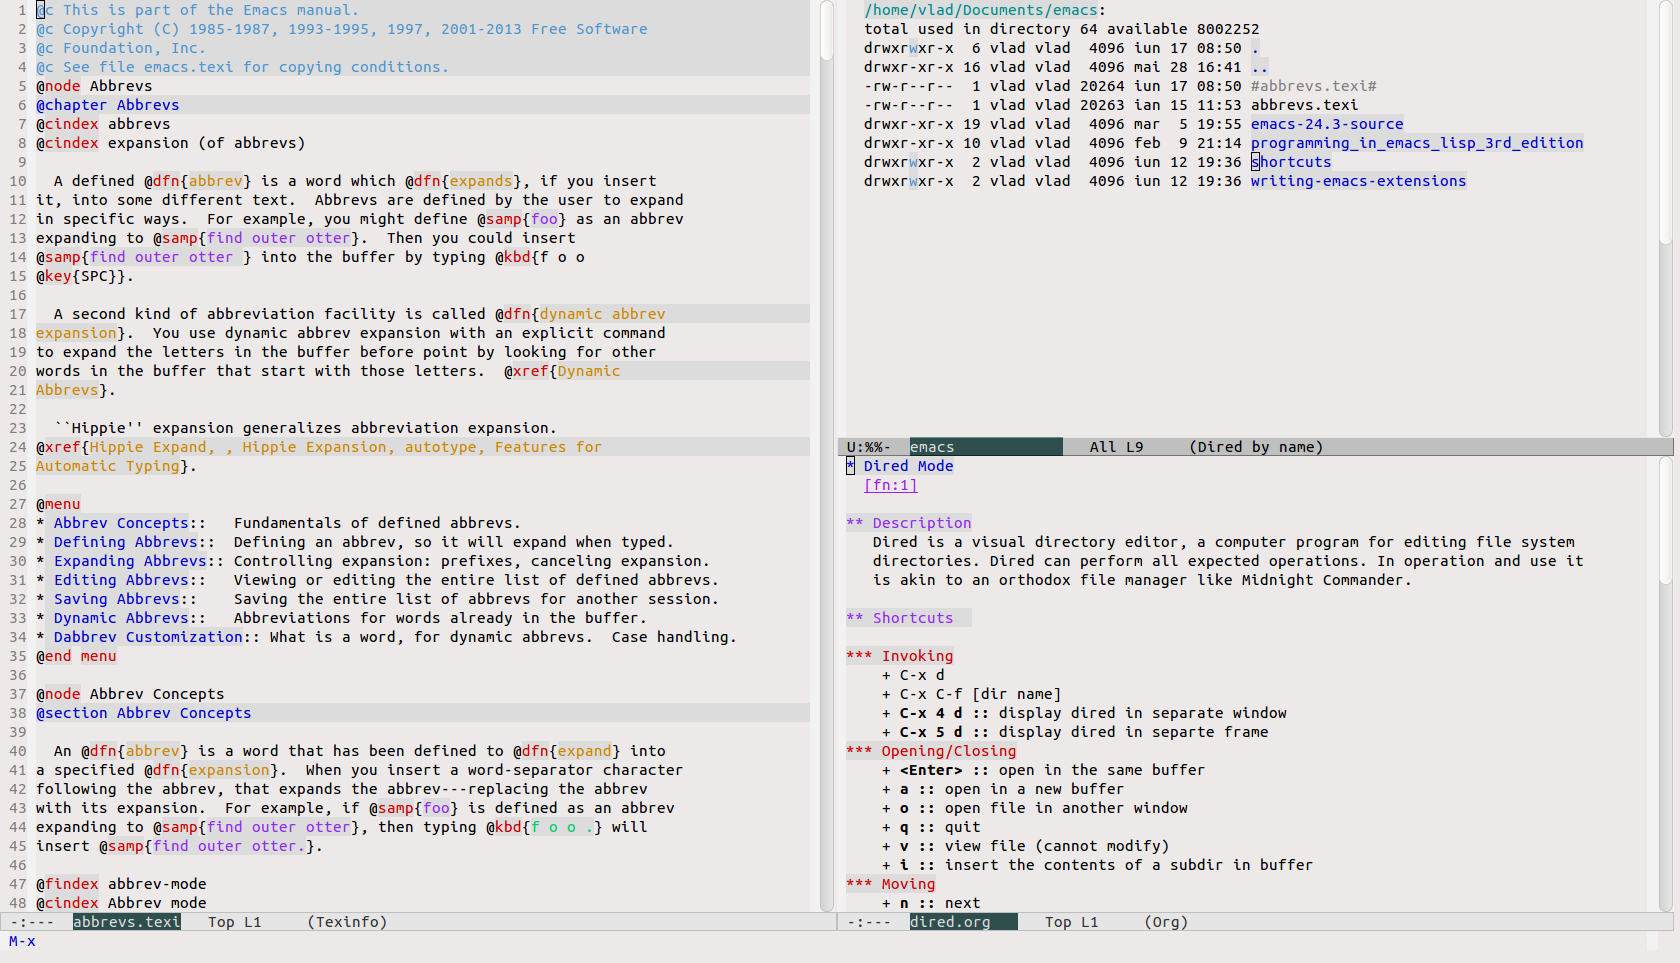 1 @c This is part of the Emacs manual.
2 @c Copyright (C) 1985-1987, 1993-1995, 1997, 2001-2013 Free Software
3 @c Foundation, Inc.
4 @c See file emacs.texi for copying conditions.
5 @node Abbrevs
6 @chapter Abbrevs
7 @cindex abbrevs
8 @cindex expansion (of abbrevs)
9
10   A defined @dfn{abbrev} is a word which @dfn{expands}, if you insert
11 it, into some different text.  Abbrevs are defined by the user to expand
12 in specific ways.  For example, you might define @samp{foo} as an abbrev
13 expanding to @samp{find outer otter}.  Then you could insert
14 @samp{find outer otter } into the buffer by typing @kbd{f o o
15 @key{SPC}}.
16
17   A second kind of abbreviation facility is called @dfn{dynamic abbrev
18 expansion}.  You use dynamic abbrev expansion with an explicit command
19 to expand the letters in the buffer before point by looking for other
20 words in the buffer that start with those letters.  @xref{Dynamic
21 Abbrevs}.
22
23   ``Hippie'' expansion generalizes abbreviation expansion.
24 @xref{Hippie Expand, , Hippie Expansion, autotype, Features for
25 Automatic Typing}.
26
27 @menu
28 * Abbrev Concepts::   Fundamentals of defined abbrevs.
29 * Defining Abbrevs::  Defining an abbrev, so it will expand when typed.
30 * Expanding Abbrevs:: Controlling expansion: prefixes, canceling expansion.
31 * Editing Abbrevs::   Viewing or editing the entire list of defined abbrevs.
32 * Saving Abbrevs::    Saving the entire list of abbrevs for another session.
33 * Dynamic Abbrevs::   Abbreviations for words already in the buffer.
34 * Dabbrev Customization:: What is a word, for dynamic abbrevs.  Case handling.
35 @end menu
36
37 @node Abbrev Concepts
38 @section Abbrev Concepts
39
40   An @dfn{abbrev} is a word that has been defined to @dfn{expand} into
41 a specified @dfn{expansion}.  When you insert a word-separator character
42 following the abbrev, that expands the abbrev---replacing the abbrev
43 with its expansion.  For example, if @samp{foo} is defined as an abbrev
44 expanding to @samp{find outer otter}, then typing @kbd{f o o .} will
45 insert @samp{find outer otter.}.
46
47 @findex abbrev-mode
48 @cindex Abbrev mode
-:---  abbrevs.texi   Top L1     (Texinfo)
/home/vlad/Documents/emacs:
total used in directory 64 available 8002252
drwxrwxr-x  6 vlad vlad  4096 iun 17 08:50 .
drwxr-xr-x 16 vlad vlad  4096 mai 28 16:41 ..
-rw-r--r--  1 vlad vlad 20264 iun 17 08:50 #abbrevs.texi#
-rw-r--r--  1 vlad vlad 20263 ian 15 11:53 abbrevs.texi
drwxr-xr-x 19 vlad vlad  4096 mar  5 19:55 emacs-24.3-source
drwxr-xr-x 10 vlad vlad  4096 feb  9 21:14 programming_in_emacs_lisp_3rd_edition
drwxrwxr-x  2 vlad vlad  4096 iun 12 19:36 shortcuts
drwxrwxr-x  2 vlad vlad  4096 iun 12 19:36 writing-emacs-extensions
U:%%-  emacs   All L9     (Dired by name)
* Dired Mode
[fn:1]
** Description
Dired is a visual directory editor, a computer program for editing file system
directories. Dired can perform all expected operations. In operation and use it
is akin to an orthodox file manager like Midnight Commander.
** Shortcuts
*** Invoking
+ C-x d
+ C-x C-f [dir name]
+ C-x 4 d :: display dired in separate window
+ C-x 5 d :: display dired in separte frame
*** Opening/Closing
+ <Enter> :: open in the same buffer
+ a :: open in a new buffer
+ o :: open file in another window
+ q :: quit
+ v :: view file (cannot modify)
+ i :: insert the contents of a subdir in buffer
*** Moving
+ n :: next
-:---  dired.org   Top L1     (Org)
M-x